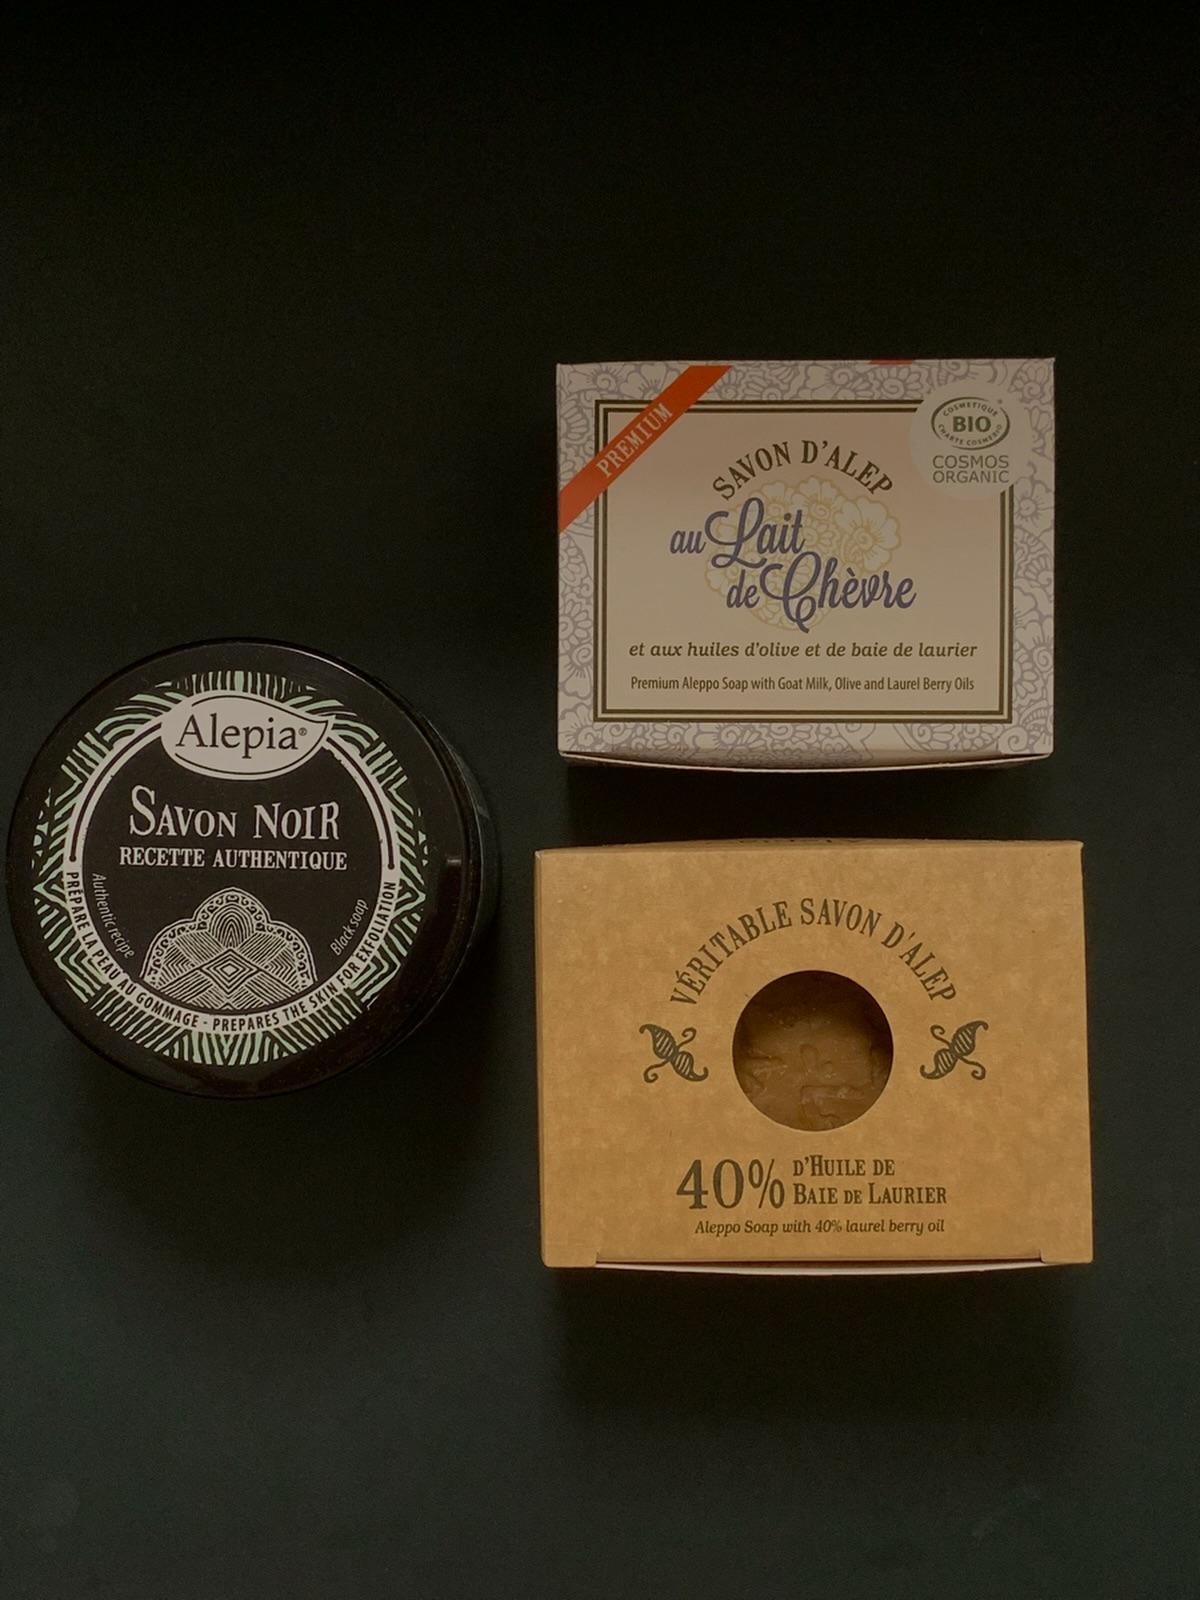 Alepia®
SAVON NOIR
RECETTE AUTHENTIQUE
Authentic recipe
Black soap
PRÉPARE LA PEAU AU GOMMAGE - PREPARES THE SKIN FOR EXFOLIATION
PREMIUM
COSMETIQUE
BIO
CHARTE COSMEBIO
COSMOS
ORGANIC
SAVON D'ALEP
au Lait
de Chèvre
et aux huiles d'olive et de baie de laurier
Premium Aleppo Soap with Goat Milk, Olive and Laurel Berry Oils
VÉRITABLE SAVON D'ALEP
40% D'HUILE DE
BAIE DE LAURIER
Aleppo Soap with 40% laurel berry oil